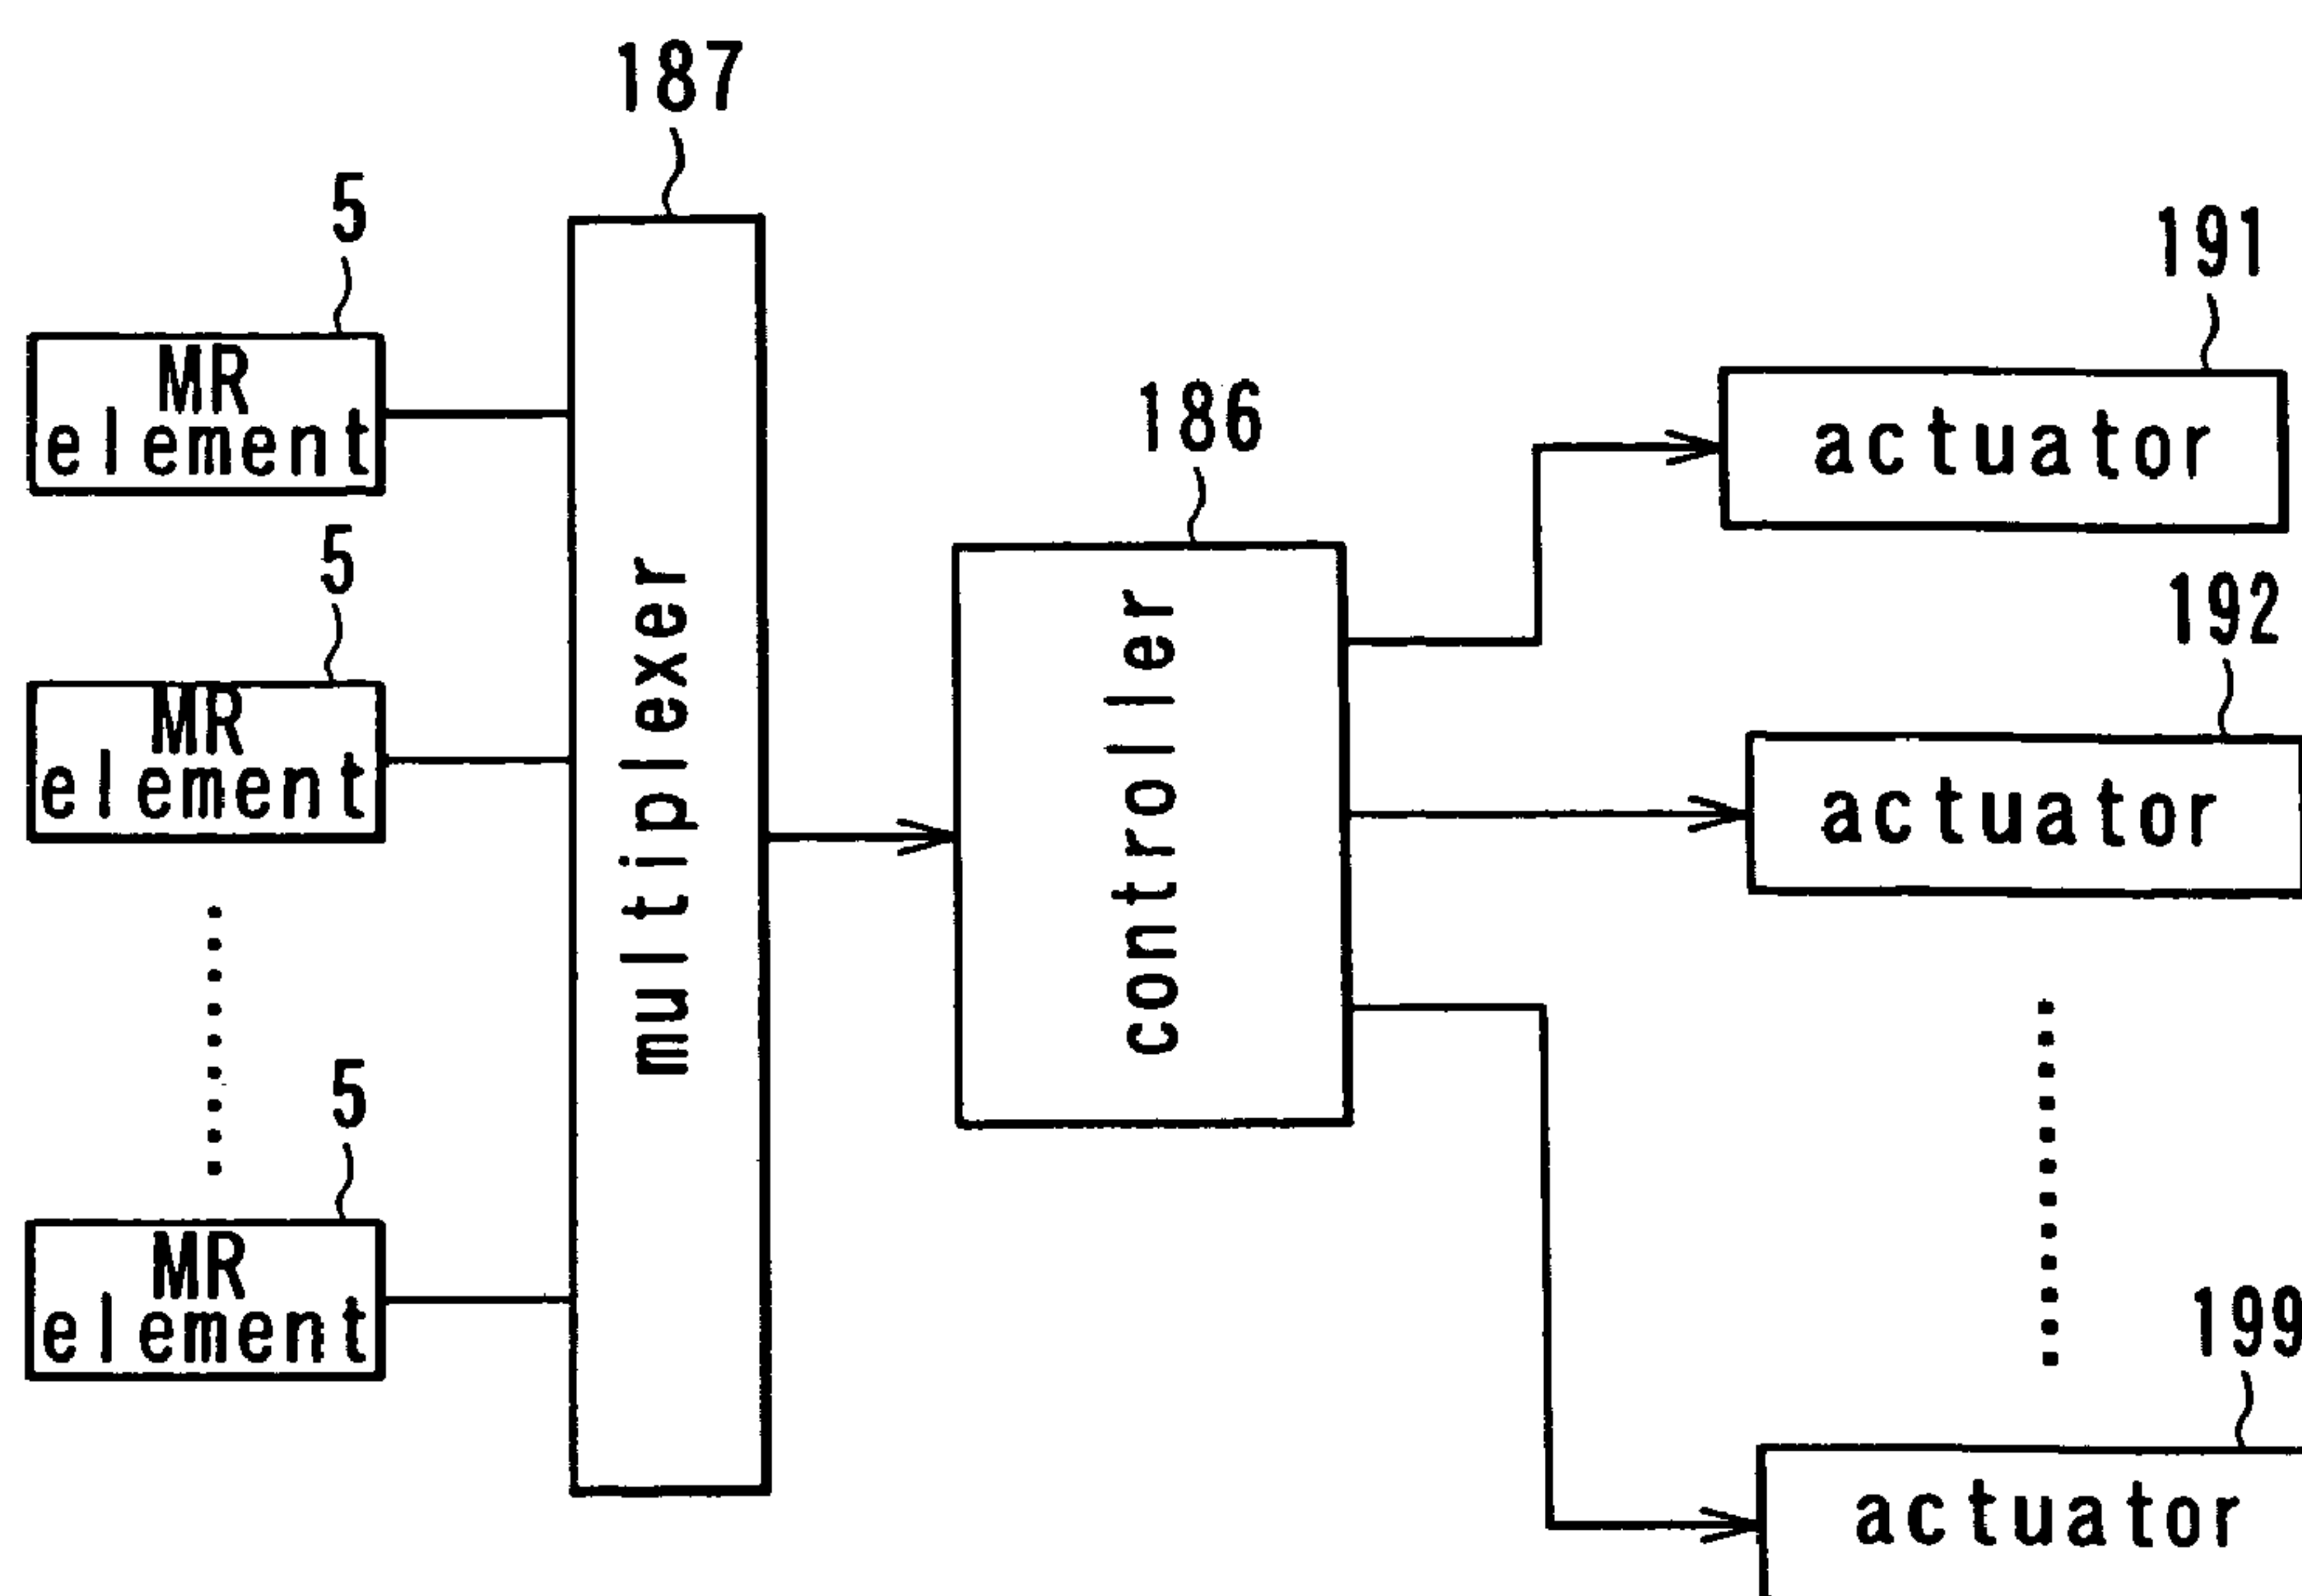 187
5
MR
element
5
MR
element
5
MR
element
multiplexer
186
controller
191
actuator
192
actuator
199
actuator